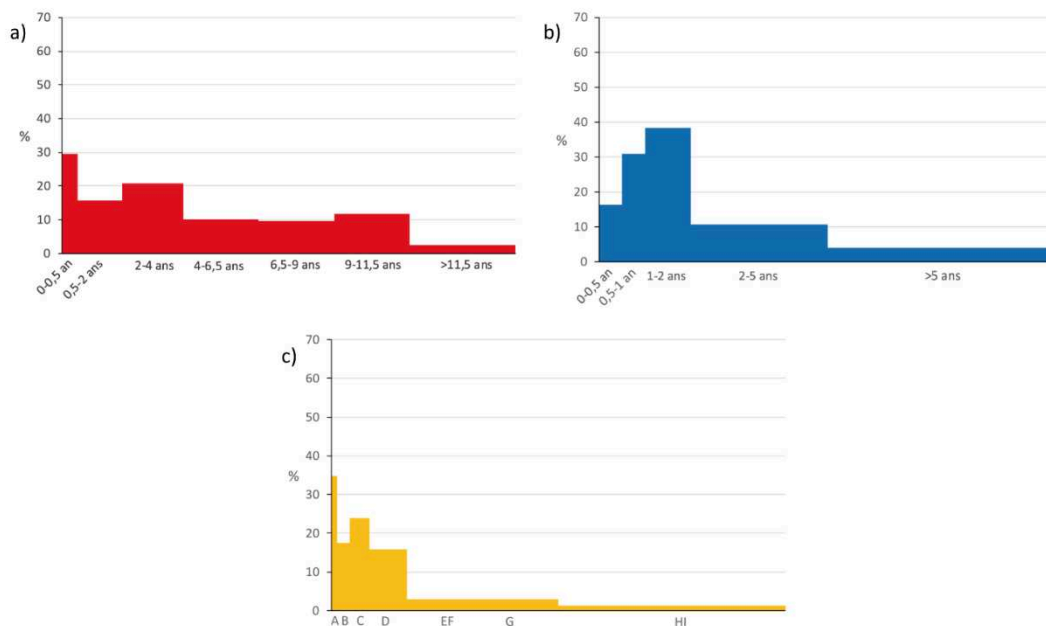 a)
70
60
50
40
%
30
20
10
0
0-0,5 an
0,5-2 ans
2-4 ans
4-6,5 ans
6,5-9 ans
9-11,5 ans
>11,5 ans
b)
70
60
50
40
%
30
20
10
0
0-0,5 an
0,5-1 an
1-2 ans
2-5 ans
>5 ans
c)
70
60
50
40
%
30
20
10
0
A B C D EF G HI